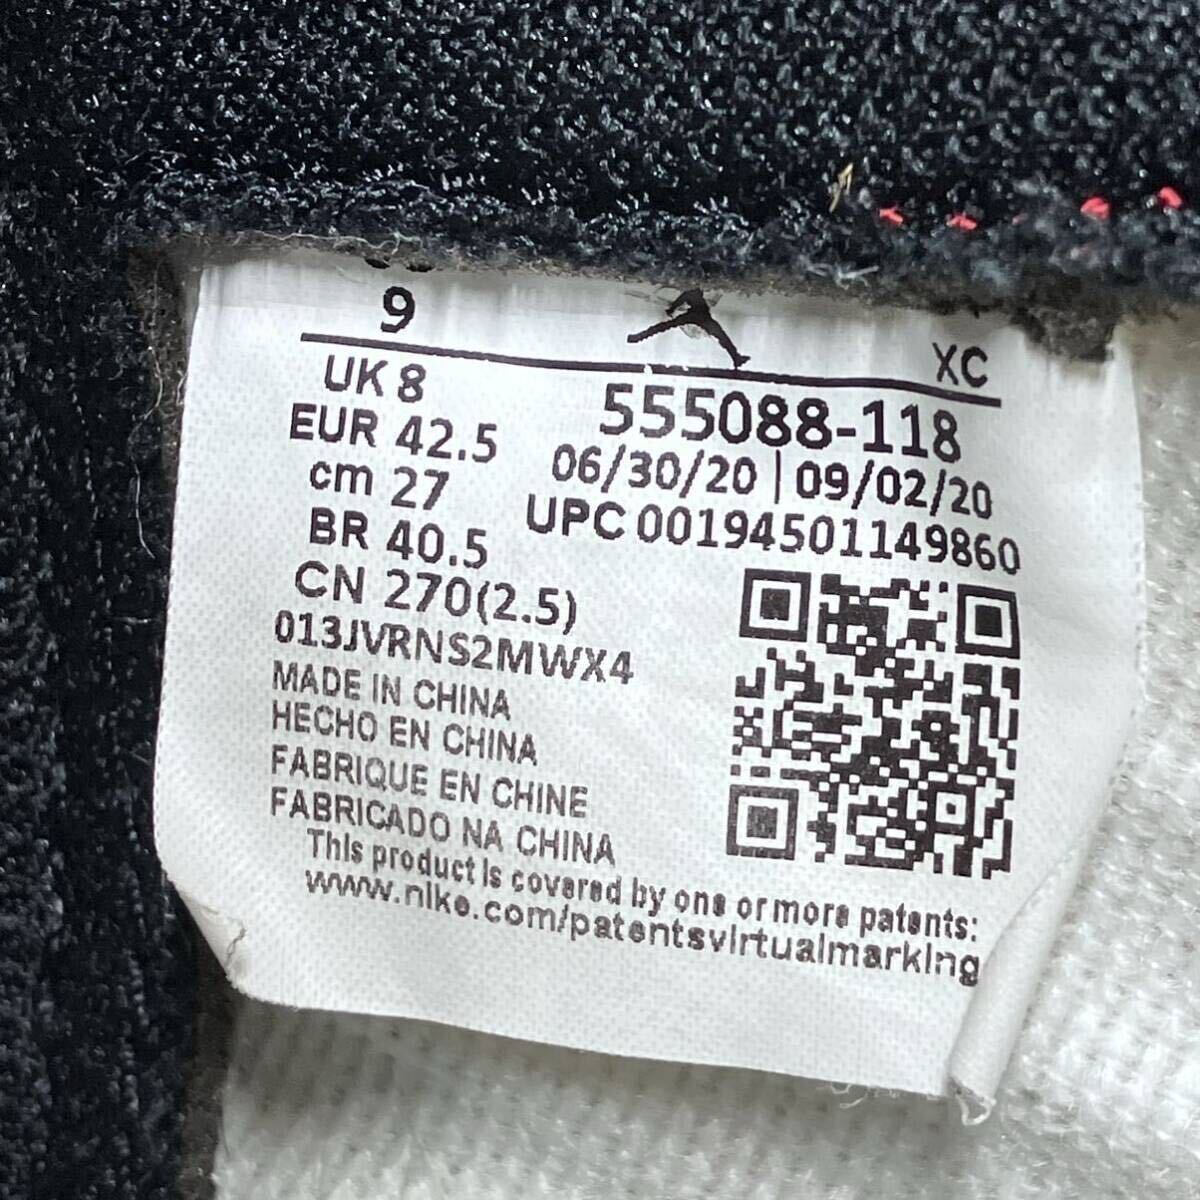 9
XC
UK 8
EUR 42.5
cm 27
BR 40.5
CN 270(2.5)
013JVRNS2MWX4
555088-118
06/30/20 | 09/02/20
UPC 00194501149860
MADE IN CHINA
HECHO EN CHINA
FABRIQUE EN CHINE
FABRICADO NA CHINA
This product is covered by one or more patents:
www.nike.com/patentsvirtualmarking